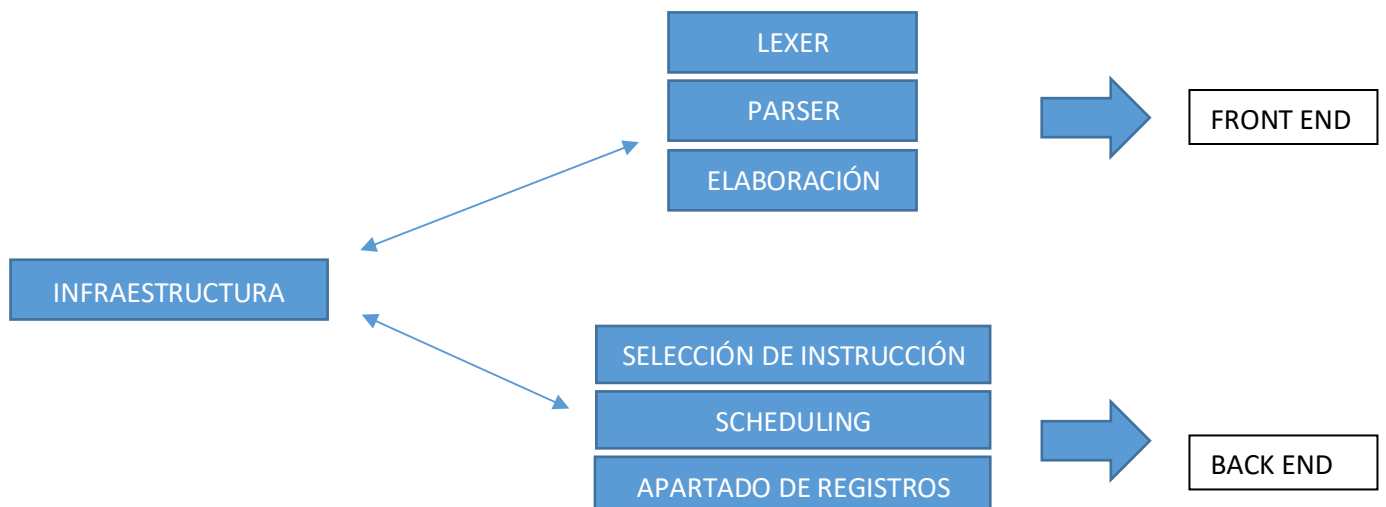 LEXER
PARSER
ELABORACIÓN
FRONT END
INFRAESTRUCTURA
SELECCIÓN DE INSTRUCCIÓN
SCHEDULING
APARTADO DE REGISTROS
BACK END